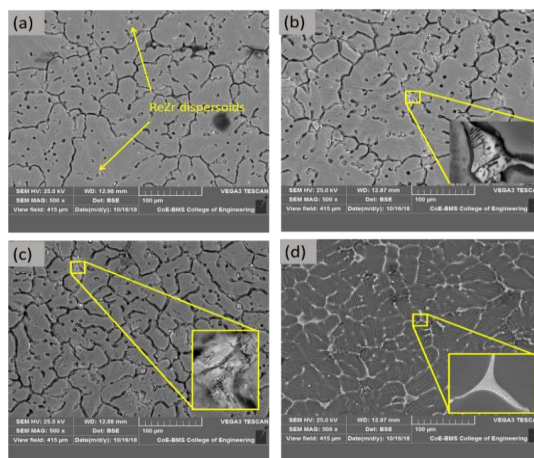 (a)
ReZr dispersoids
SEM HV: 25.0 kV WD: 12.98 mm VEGA3 TESCAN
SEM MAG: 500 x Det: BSE 100 µm
View field: 415 µm Date(m/d/y): 10/16/18 CoE-BMS College of Engineering
(b)
SEM HV: 25.0 kV WD: 12.97 mm VEGA3 TESCAN
SEM MAG: 500 x Det: BSE 100 µm
View field: 415 µm Date(m/d/y): 10/16/18 CoE-BMS College of Engineering
(c)
SEM HV: 25.0 kV WD: 12.88 mm VEGA3 TESCAN
SEM MAG: 500 x Det: BSE 100 µm
View field: 415 µm Date(m/d/y): 10/16/18 CoE-BMS College of Engineering
(d)
SEM HV: 25.0 kV WD: 12.97 mm VEGA3 TESCAN
SEM MAG: 500 x Det: BSE 100 µm
View field: 415 µm Date(m/d/y): 10/16/18 CoE-BMS College of Engineering